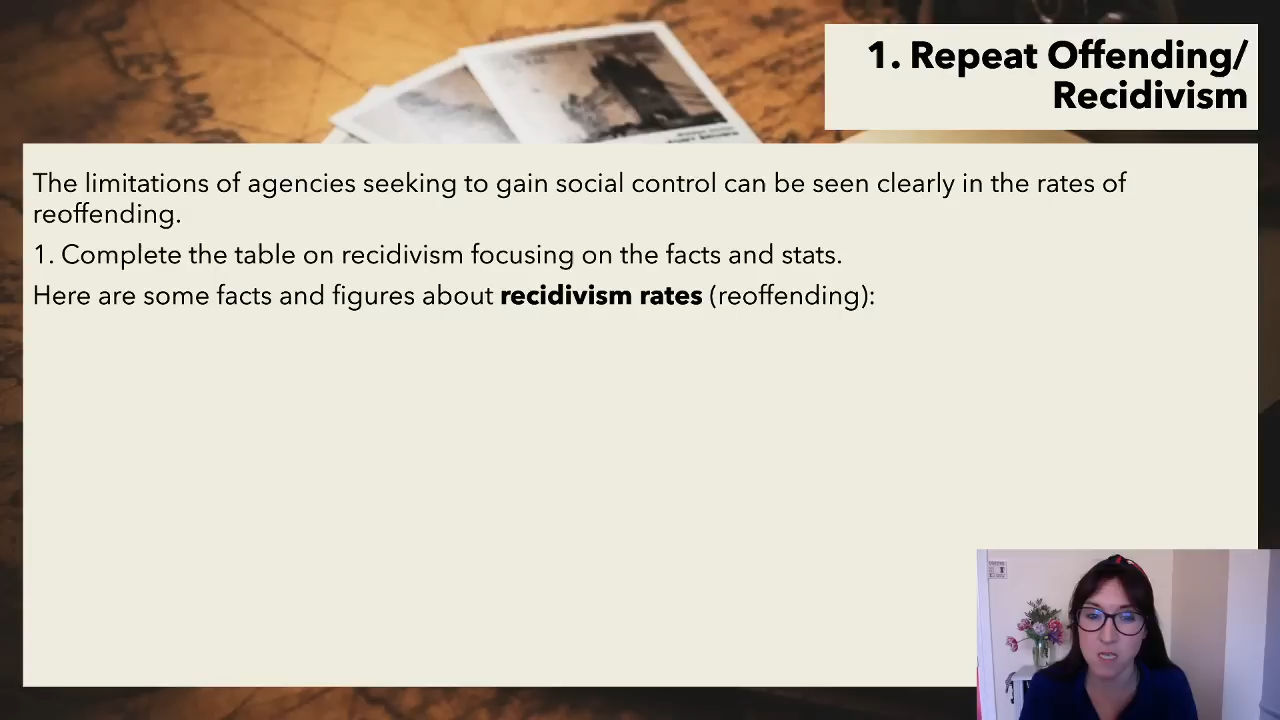 1. Repeat Offending/
Recidivism
The limitations of agencies seeking to gain social control can be seen clearly in the rates of
reoffending.
1. Complete the table on recidivism focusing on the facts and stats.
Here are some facts and figures about recidivism rates (reoffending):